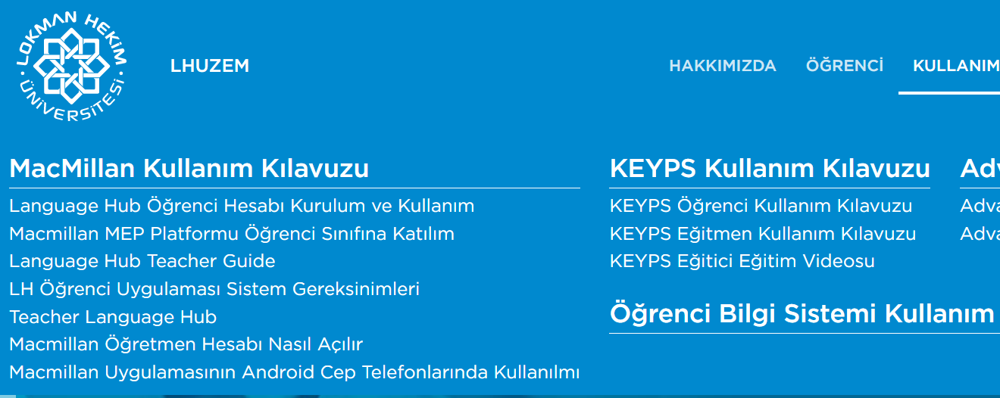 LOKMAN HEKİM
· ÜNİVERSİTESİ ·
LHUZEM
HAKKIMIZDA
ÖĞRENCİ
KULLANIM
MacMillan Kullanım Kılavuzu
Language Hub Öğrenci Hesabı Kurulum ve Kullanım
Macmillan MEP Platformu Öğrenci Sınıfına Katılım
Language Hub Teacher Guide
LH Öğrenci Uygulaması Sistem Gereksinimleri
Teacher Language Hub
Macmillan Öğretmen Hesabı Nasıl Açılır
Macmillan Uygulamasının Android Cep Telefonlarında Kullanılmı
KEYPS Kullanım Kılavuzu
KEYPS Öğrenci Kullanım Kılavuzu
KEYPS Eğitmen Kullanım Kılavuzu
KEYPS Eğitici Eğitim Videosu
Öğrenci Bilgi Sistemi Kullanım